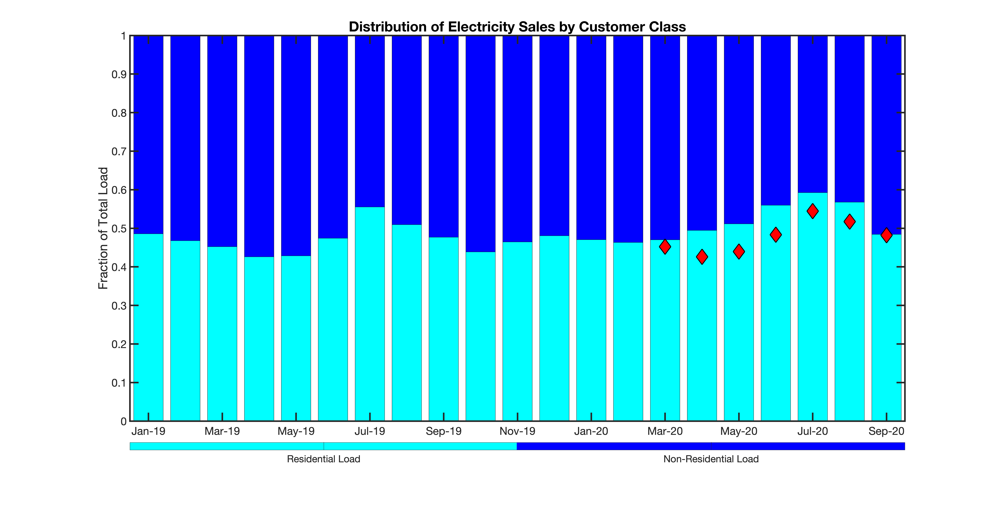 Distribution of Electricity Sales by Customer Class
Fraction of Total Load
1
0.9
0.8
0.7
0.6
0.5
0.4
0.3
0.2
0.1
0
Jan-19 Mar-19 May-19 Jul-19 Sep-19 Nov-19 Jan-20 Mar-20 May-20 Jul-20 Sep-20
Residential Load Non-Residential Load